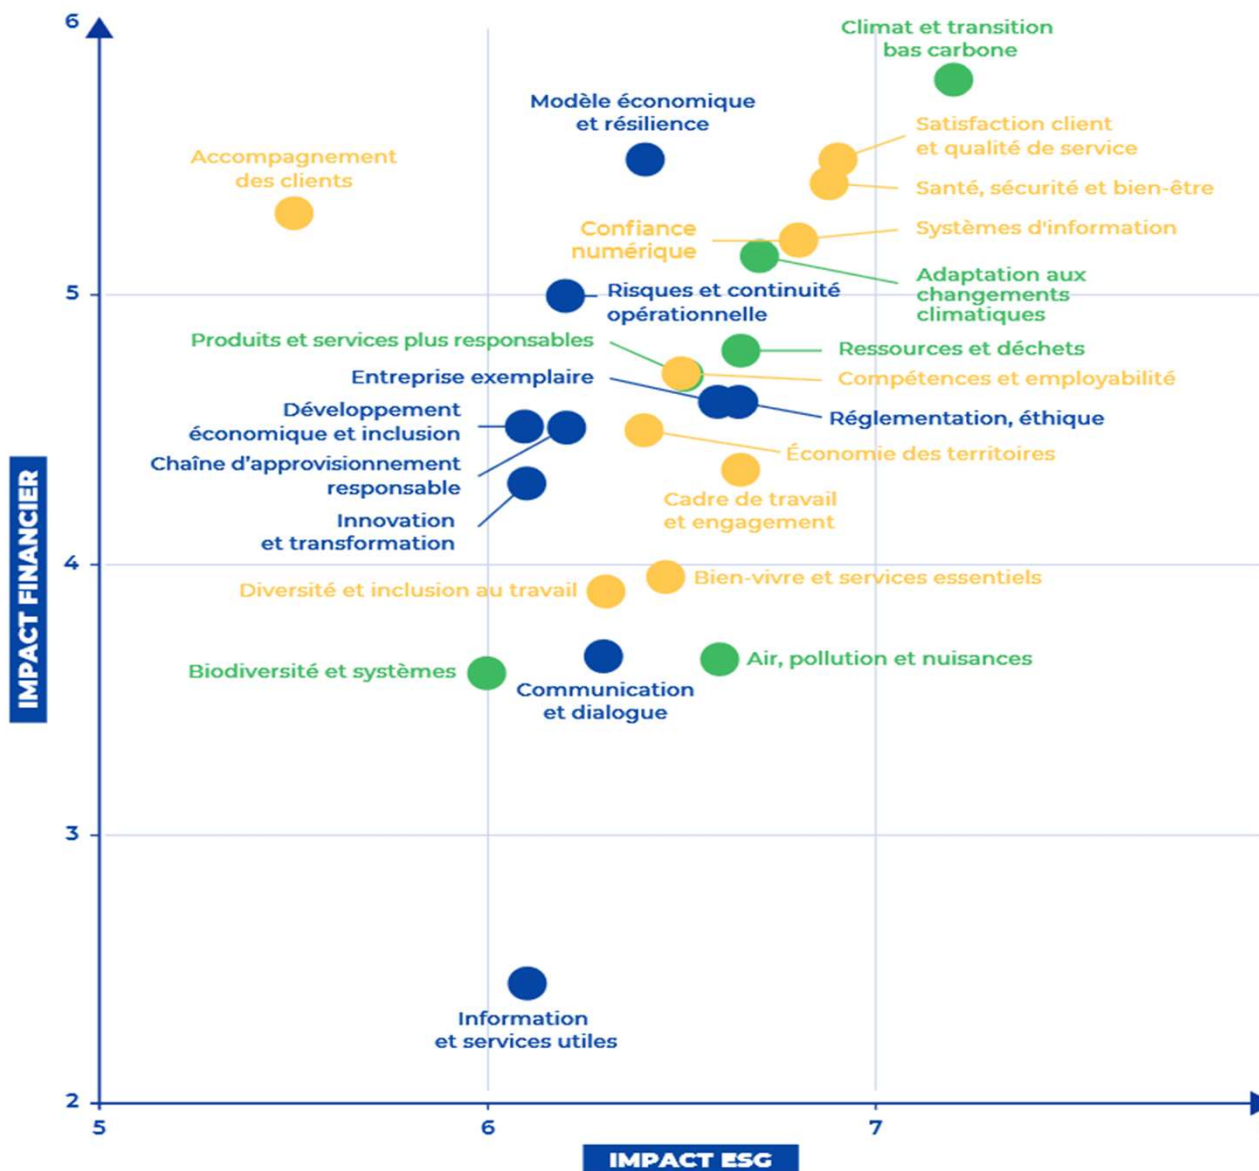 6
Climat et transition
bas carbone
Modèle économique
et résilience
Satisfaction client
et qualité de service
Accompagnement
des clients
Santé, sécurité et bien-être
Confiance
numérique
Systèmes d'information
Adaptation aux
changements
climatiques
5
Risques et continuité
opérationnelle
Produits et services plus responsables
Ressources et déchets
Entreprise exemplaire
Compétences et employabilité
Développement
économique et inclusion
Réglementation, éthique
Chaîne d’approvisionnement
responsable
Économie des territoires
Cadre de travail
et engagement
Innovation
et transformation
4
IMPACT FINANCIER
Diversité et inclusion au travail
Bien-vivre et services essentiels
Biodiversité et systèmes
Air, pollution et nuisances
Communication
et dialogue
3
Information
et services utiles
2
5
6
7
IMPACT ESG